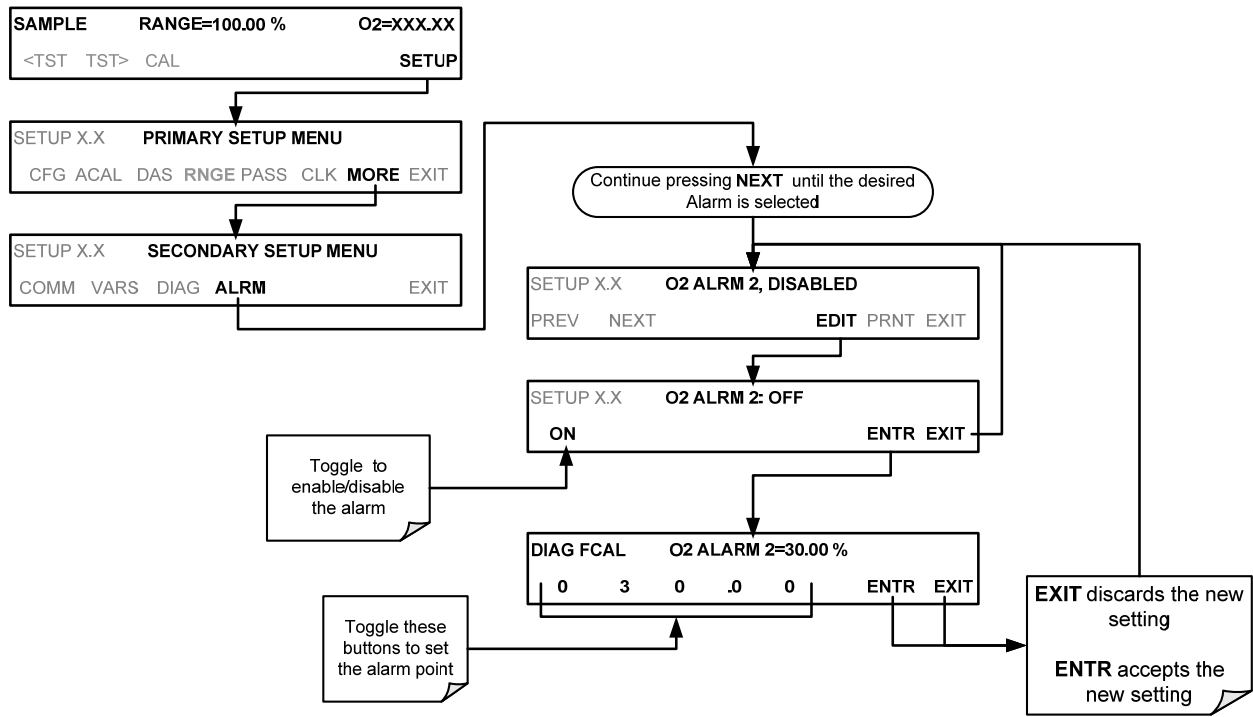 SAMPLE RANGE=100.00 % O2=XXX.XX
<TST TST> CAL SETUP
SETUP X.X PRIMARY SETUP MENU
CFG ACAL DAS RNGE PASS CLK MORE EXIT
SETUP X.X SECONDARY SETUP MENU
COMM VARS DIAG ALRM EXIT
Continue pressing NEXT until the desired
Alarm is selected
SETUP X.X O2 ALRM 2, DISABLED
PREV NEXT EDIT PRNT EXIT
SETUP X.X O2 ALRM 2: OFF
ON ENTR EXIT
Toggle to
enable/disable
the alarm
DIAG FCAL O2 ALARM 2=30.00 %
0 3 0 .0 0 ENTR EXIT
Toggle these
buttons to set
the alarm point
EXIT discards the new
setting
ENTR accepts the
new setting